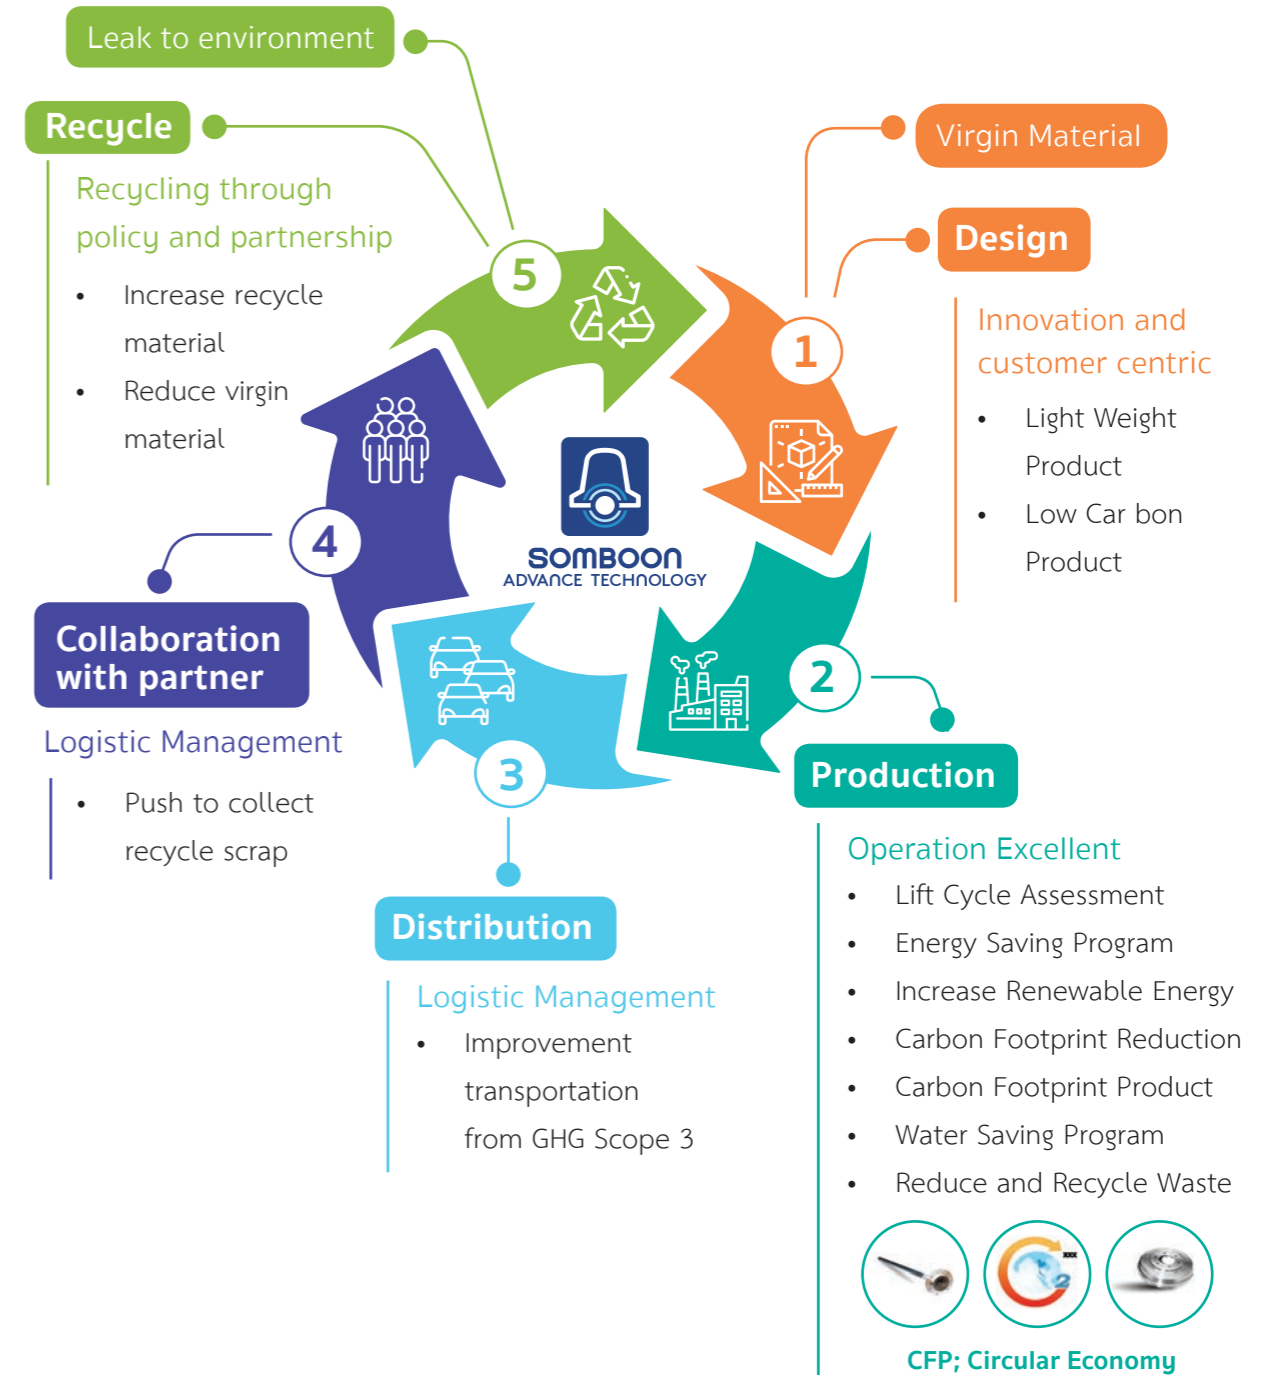 Leak to environment
Recycle
Recycling through
policy and partnership
• Increase recycle
material
• Reduce virgin
material
5
Virgin Material
Design
1
Innovation and
customer centric
• Light Weight
Product
• Low Car bon
Product
SOMBOON
ADVANCE TECHNOLOGY
4
Collaboration
with partner
Logistic Management
• Push to collect
recycle scrap
3
Distribution
Logistic Management
• Improvement
transportation
from GHG Scope 3
2
Production
Operation Excellent
• Lift Cycle Assessment
• Energy Saving Program
• Increase Renewable Energy
• Carbon Footprint Reduction
• Carbon Footprint Product
• Water Saving Program
• Reduce and Recycle Waste
XXX
2
CFP; Circular Economy